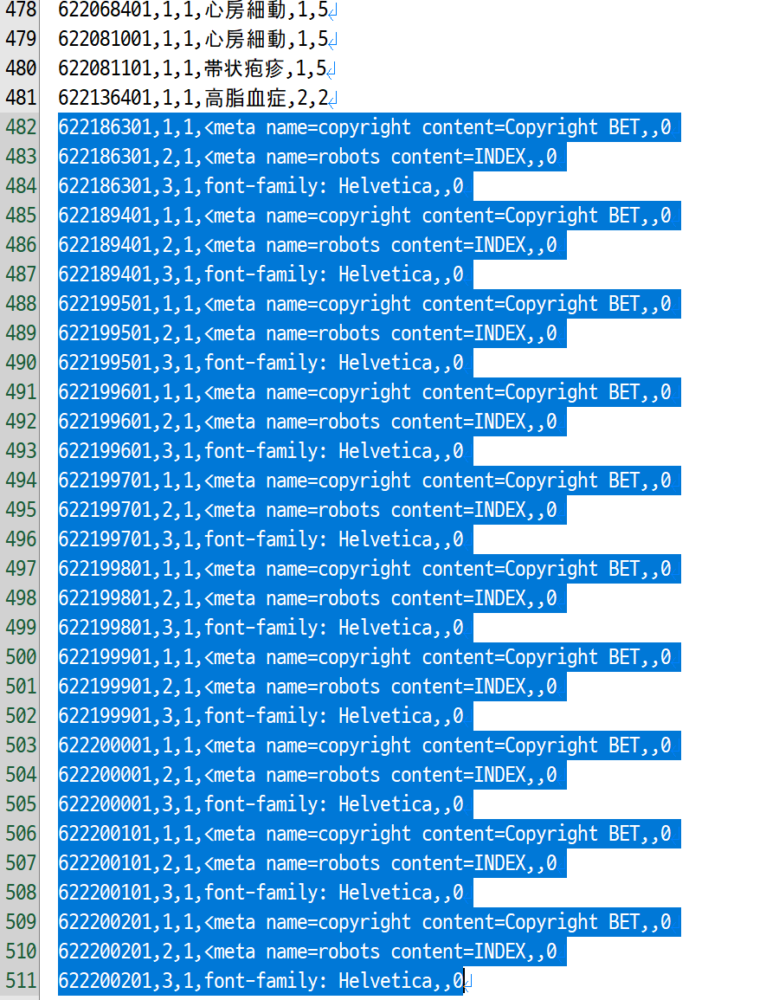 478 622068401,1,1,心房細動,1,5
479 622081001,1,1,心房細動,1,5
480 622081101,1,1,帯状疱疹,1,5
481 622136401,1,1,高脂血症,2,2
482 622186301,1,1,<meta name=copyright content=Copyright BET,,0
483 622186301,2,1,<meta name=robots content=INDEX,,0
484 622186301,3,1,font-family: Helvetica,,0
485 622189401,1,1,<meta name=copyright content=Copyright BET,,0
486 622189401,2,1,<meta name=robots content=INDEX,,0
487 622189401,3,1,font-family: Helvetica,,0
488 622199501,1,1,<meta name=copyright content=Copyright BET,,0
489 622199501,2,1,<meta name=robots content=INDEX,,0
490 622199501,3,1,font-family: Helvetica,,0
491 622199601,1,1,<meta name=copyright content=Copyright BET,,0
492 622199601,2,1,<meta name=robots content=INDEX,,0
493 622199601,3,1,font-family: Helvetica,,0
494 622199701,1,1,<meta name=copyright content=Copyright BET,,0
495 622199701,2,1,<meta name=robots content=INDEX,,0
496 622199701,3,1,font-family: Helvetica,,0
497 622199801,1,1,<meta name=copyright content=Copyright BET,,0
498 622199801,2,1,<meta name=robots content=INDEX,,0
499 622199801,3,1,font-family: Helvetica,,0
500 622199901,1,1,<meta name=copyright content=Copyright BET,,0
501 622199901,2,1,<meta name=robots content=INDEX,,0
502 622199901,3,1,font-family: Helvetica,,0
503 622200001,1,1,<meta name=copyright content=Copyright BET,,0
504 622200001,2,1,<meta name=robots content=INDEX,,0
505 622200001,3,1,font-family: Helvetica,,0
506 622200101,1,1,<meta name=copyright content=Copyright BET,,0
507 622200101,2,1,<meta name=robots content=INDEX,,0
508 622200101,3,1,font-family: Helvetica,,0
509 622200201,1,1,<meta name=copyright content=Copyright BET,,0
510 622200201,2,1,<meta name=robots content=INDEX,,0
511 622200201,3,1,font-family: Helvetica,,0